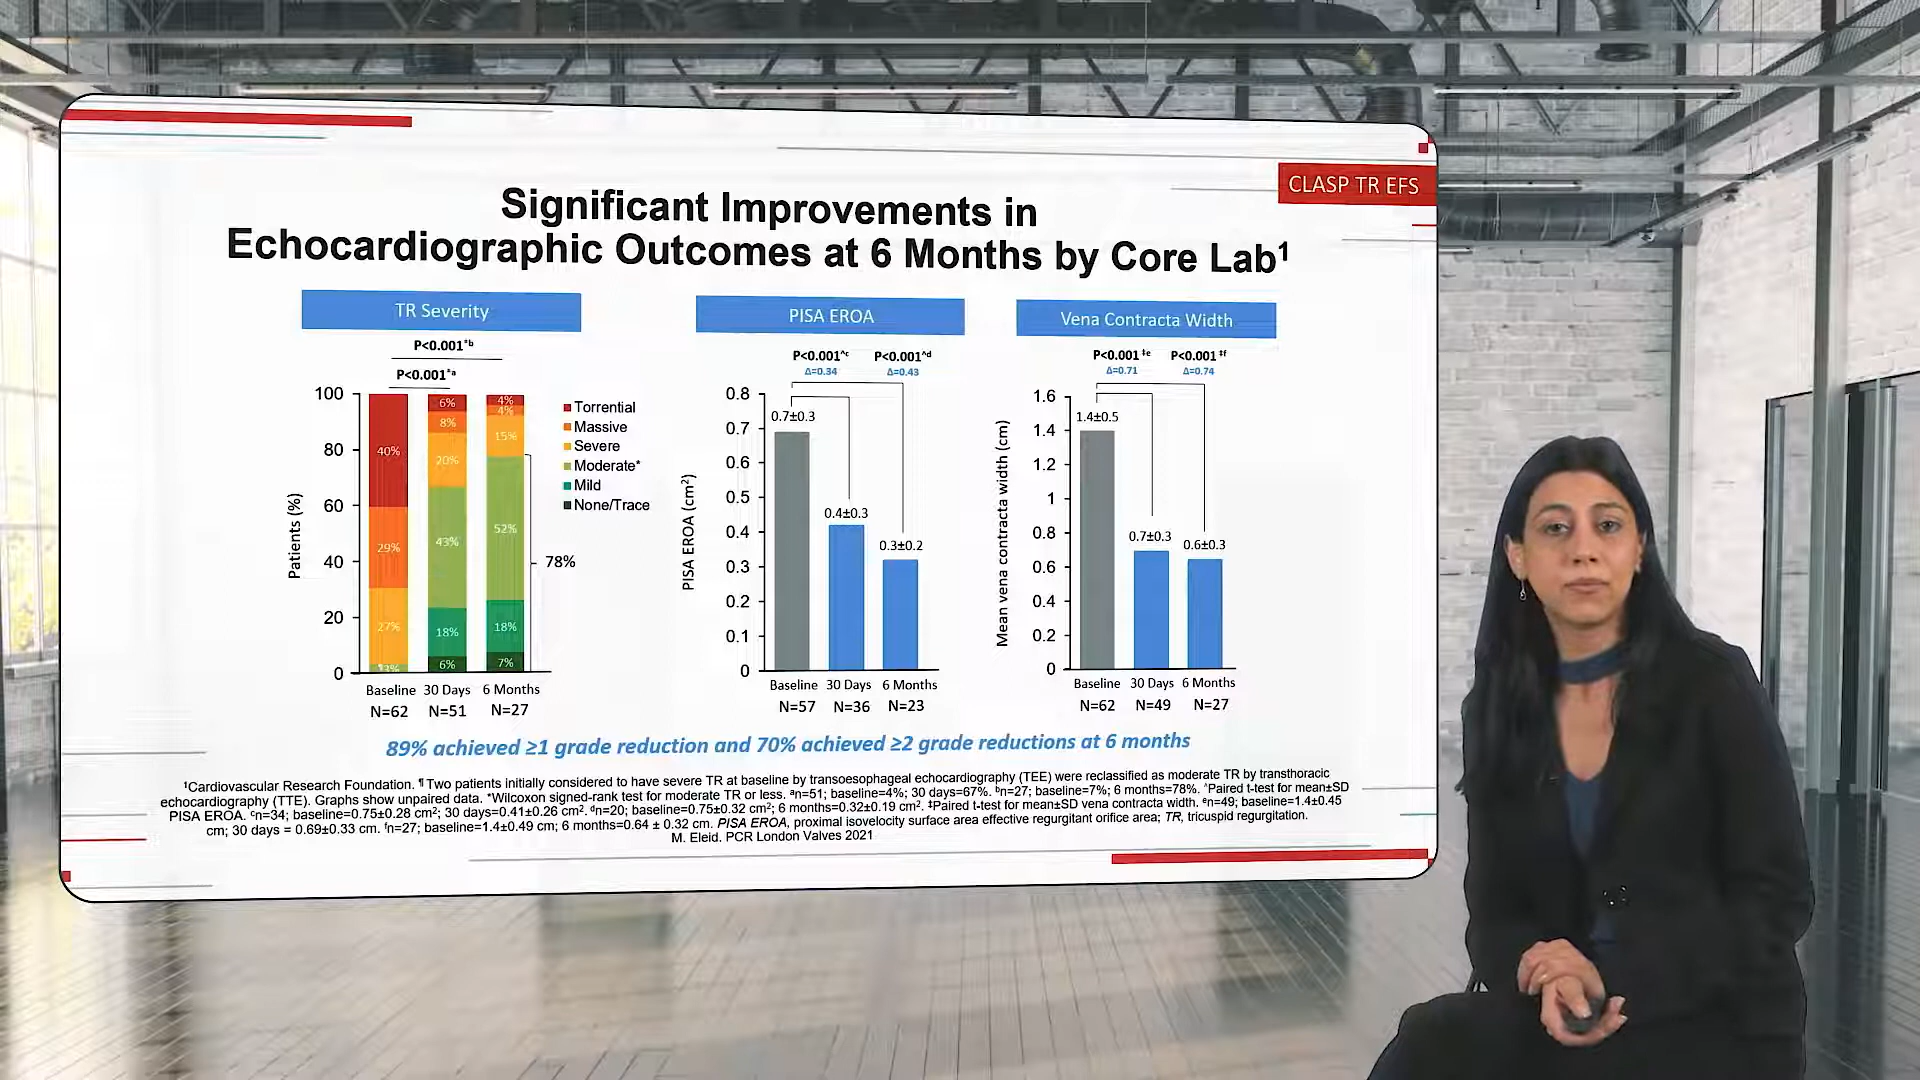 CLASP TR EFS
Significant Improvements in
Echocardiographic Outcomes at 6 Months by Core Lab¹
TR Severity
P<0.001*ᵇ
P<0.001*ᵃ
Patients (%)
100
80
60
40
20
0
40%
29%
27%
¶3%
6%
8%
20%
43%
18%
6%
4%
4%
15%
52%
18%
7%
78%
Torrential
Massive
Severe
Moderate*
Mild
None/Trace
Baseline 30 Days 6 Months
N=62 N=51 N=27
PISA EROA
P<0.001^ᶜ P<0.001^ᵈ
Δ=0.34 Δ=0.43
PISA EROA (cm²)
0.8
0.7
0.6
0.5
0.4
0.3
0.2
0.1
0
0.7±0.3
0.4±0.3
0.3±0.2
Baseline 30 Days 6 Months
N=57 N=36 N=23
Vena Contracta Width
P<0.001 ‡ᵉ P<0.001 ‡ᶠ
Δ=0.71 Δ=0.74
Mean vena contracta width (cm)
1.6
1.4
1.2
1
0.8
0.6
0.4
0.2
0
1.4±0.5
0.7±0.3
0.6±0.3
Baseline 30 Days 6 Months
N=62 N=49 N=27
89% achieved ≥1 grade reduction and 70% achieved ≥2 grade reductions at 6 months
¹Cardiovascular Research Foundation. ¶ Two patients initially considered to have severe TR at baseline by transoesophageal echocardiography (TEE) were reclassified as moderate TR by transthoracic
echocardiography (TTE). Graphs show unpaired data. *Wilcoxon signed-rank test for moderate TR or less. ᵃn=51; baseline=4%; 30 days=67%. ᵇn=27; baseline=7%; 6 months=78%. ^Paired t-test for mean±SD
PISA EROA. ᶜn=34; baseline=0.75±0.28 cm²; 30 days=0.41±0.26 cm². ᵈn=20; baseline=0.75±0.32 cm²; 6 months=0.32±0.19 cm². ‡Paired t-test for mean±SD vena contracta width. ᵉn=49; baseline=1.4±0.45
cm; 30 days = 0.69±0.33 cm. ᶠn=27; baseline=1.4±0.49 cm; 6 months=0.64 ± 0.32 cm. PISA EROA, proximal isovelocity surface area effective regurgitant orifice area; TR, tricuspid regurgitation.
M. Eleid. PCR London Valves 2021